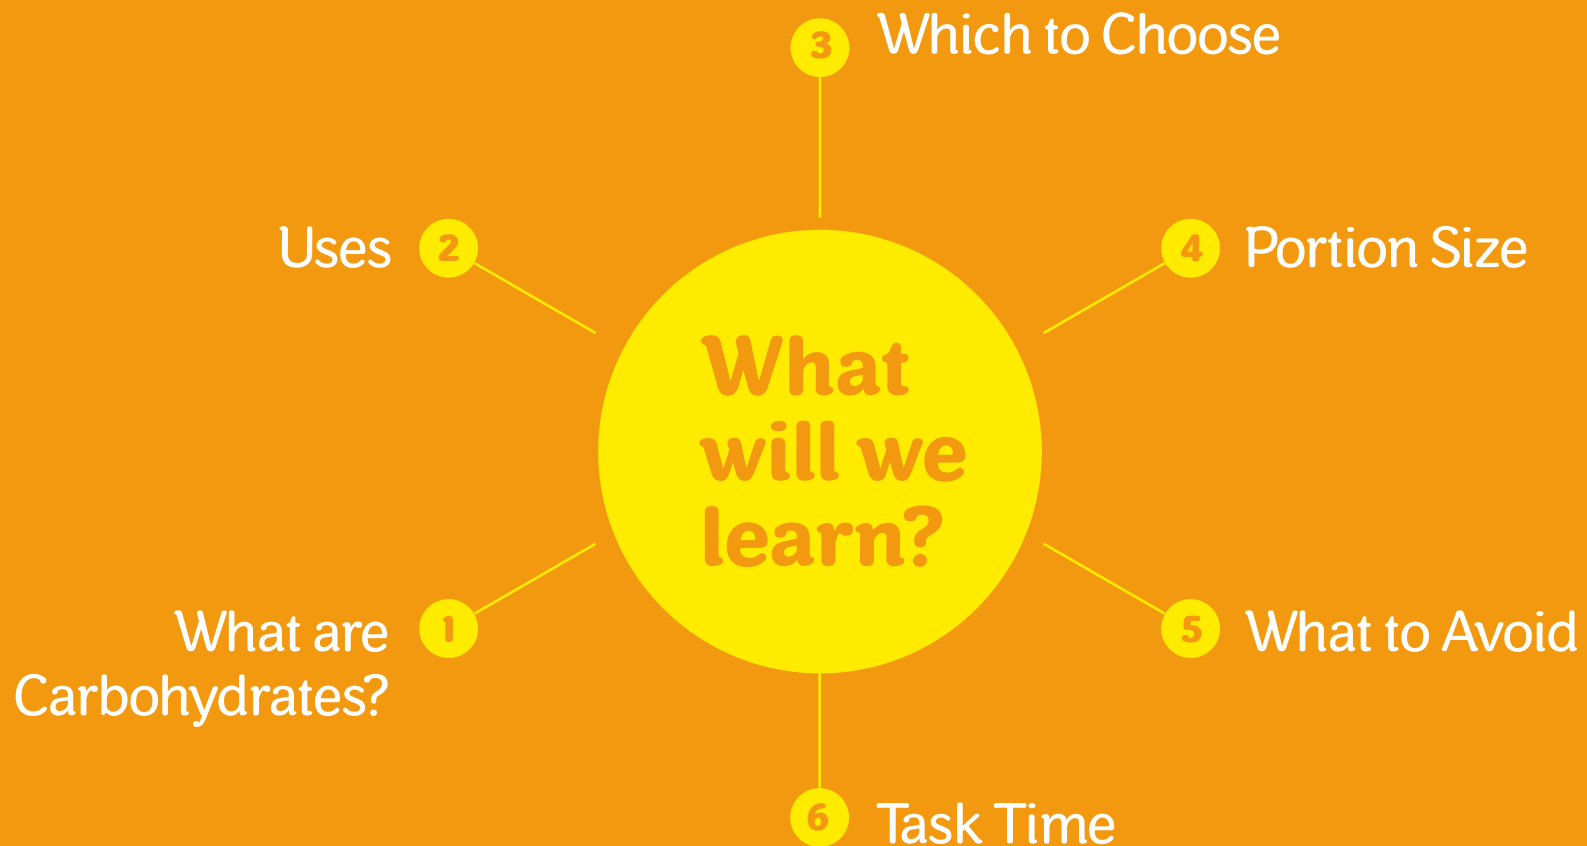 What
will we
learn?
1 What are
Carbohydrates?
2 Uses
3 Which to Choose
4 Portion Size
5 What to Avoid
6 Task Time